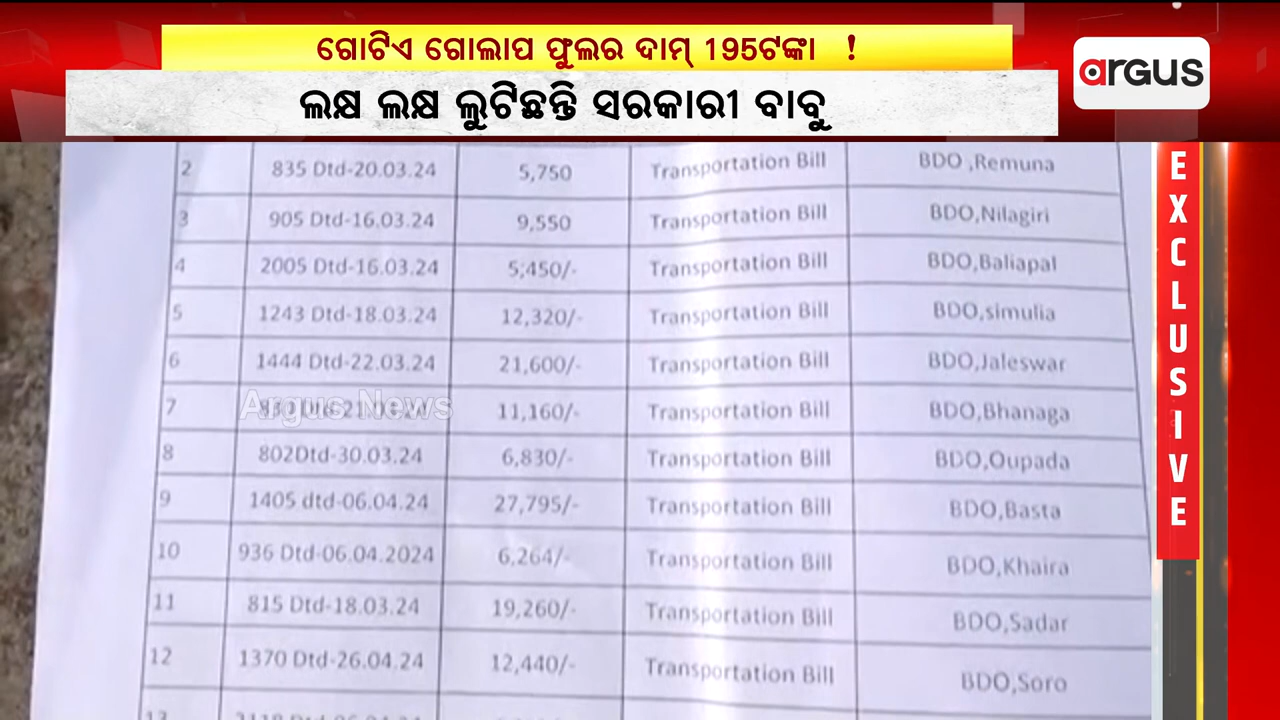 ଗୋଟିଏ ଗୋଲାପ ଫୁଲର ଦାମ୍ 195ଟଙ୍କା !
argus
ଲକ୍ଷ ଲକ୍ଷ ଲୁଟିଛନ୍ତି ସରକାରୀ ବାବୁ
EXCLUSIVE
2 835 Dtd-20.03.24 5,750 Transportation Bill BDO ,Remuna
3 905 Dtd-16.03.24 9,550 Transportation Bill BDO,Nilagiri
4 2005 Dtd-16.03.24 5,450/- Transportation Bill BDO,Baliapal
5 1243 Dtd-18.03.24 12,320/- Transportation Bill BDO,simulia
6 1444 Dtd-22.03.24 21,600/- Transportation Bill BDO,Jaleswar
7 11,160/- Transportation Bill BDO,Bhanaga
Argus News
8 802Dtd-30.03.24 6,830/- Transportation Bill BDO,Oupada
9 1405 dtd-06.04.24 27,795/- Transportation Bill BDO,Basta
10 936 Dtd-06.04.2024 6,264/- Transportation Bill BDO,Khaira
11 815 Dtd-18.03.24 19,260/- Transportation Bill BDO,Sadar
12 1370 Dtd-26.04.24 12,440/- Transportation Bill BDO,Soro